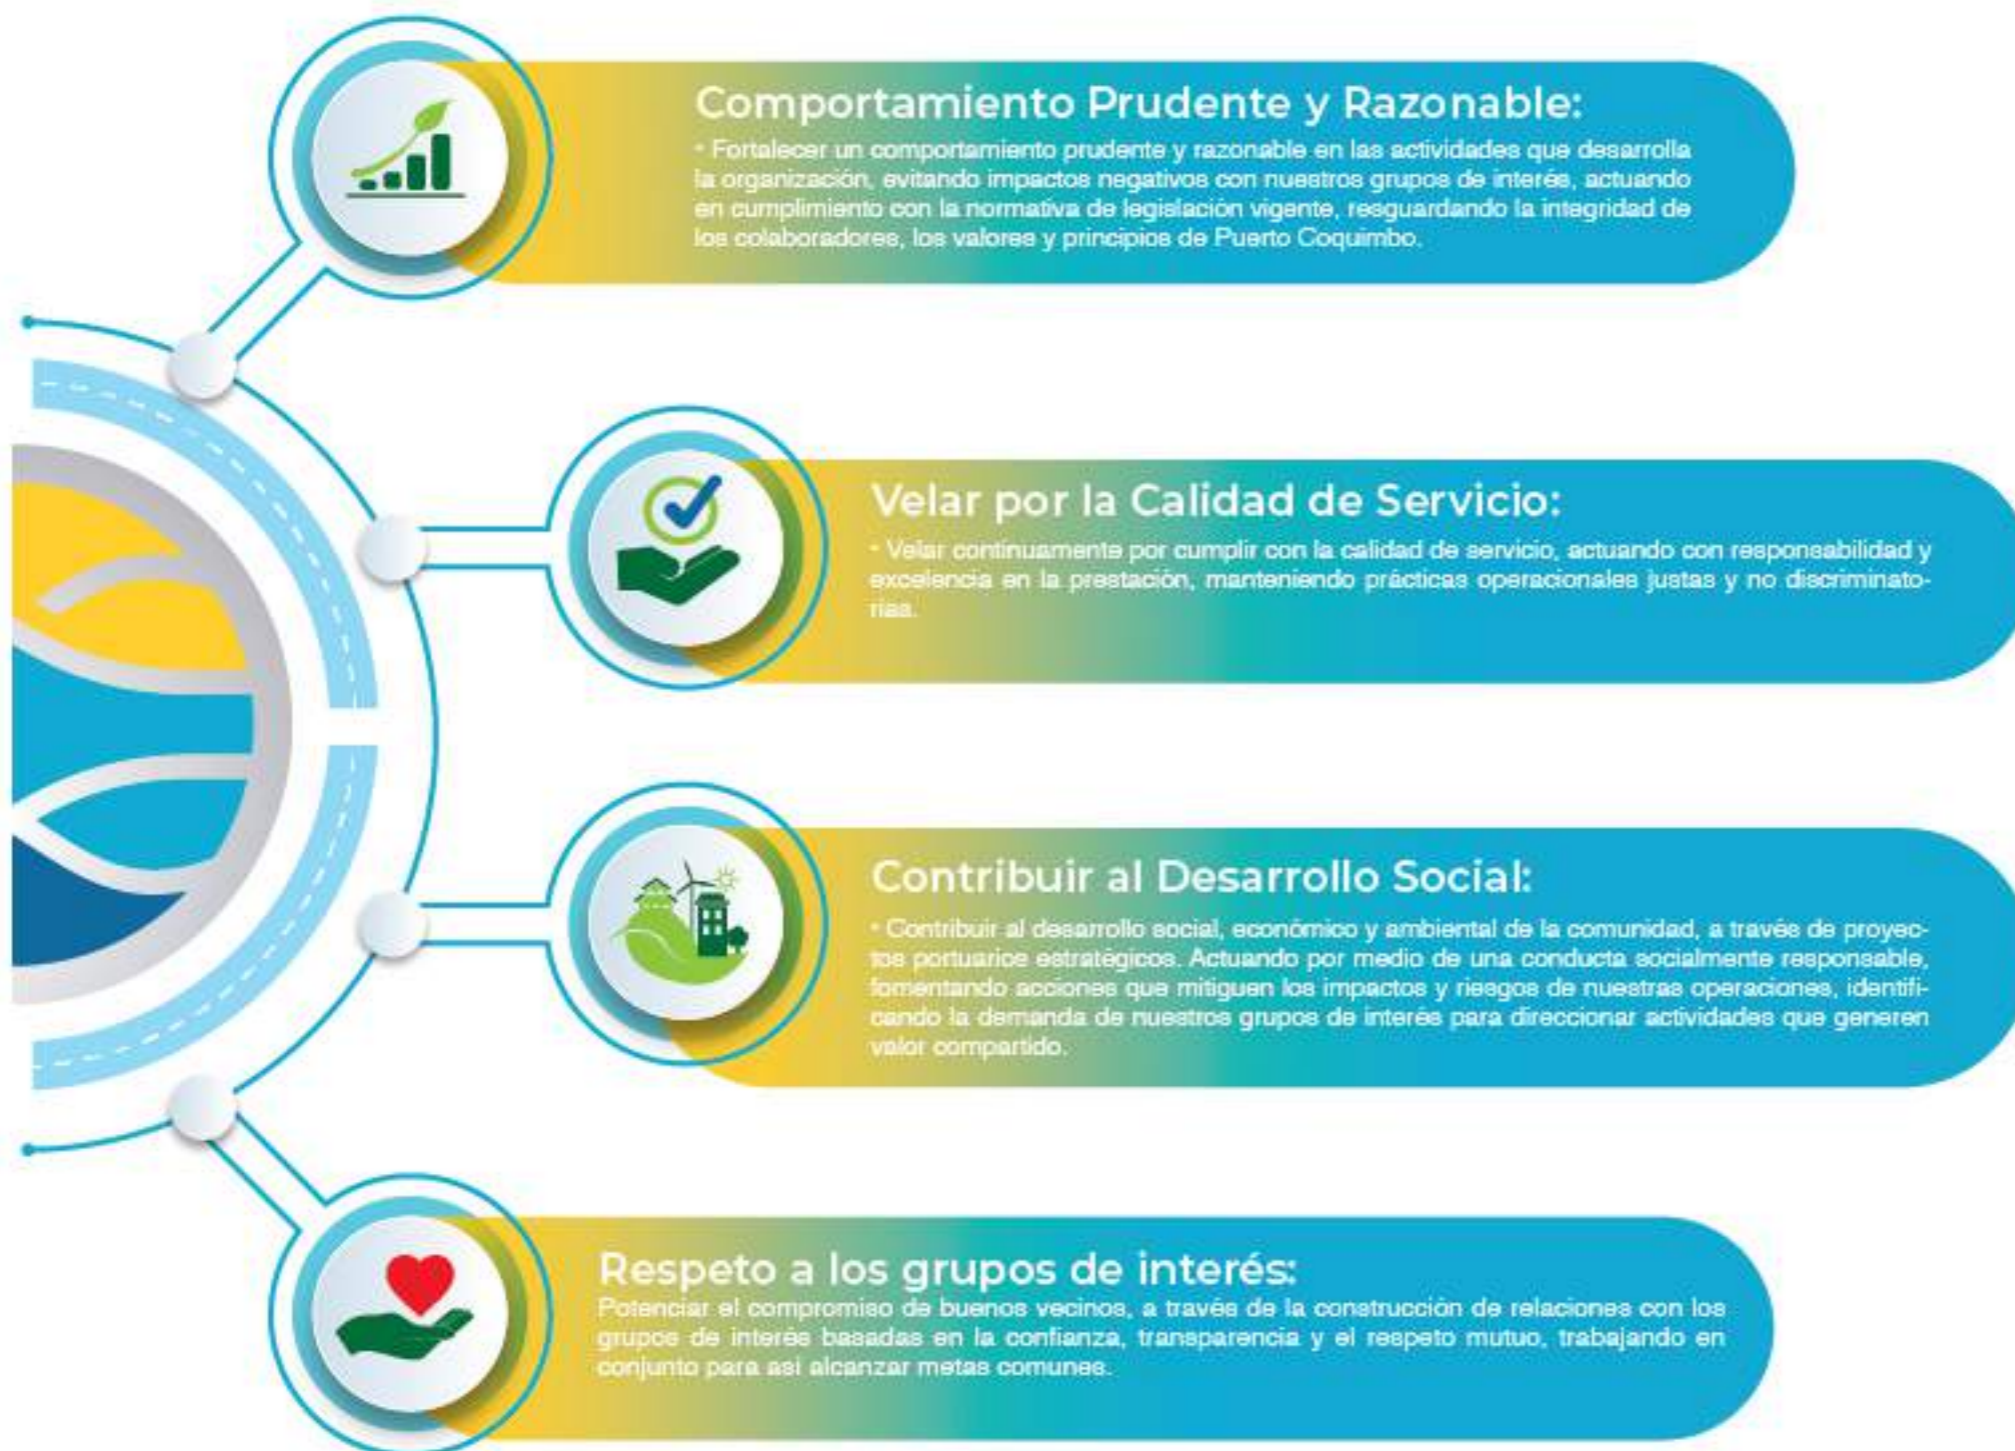 Comportamiento Prudente y Razonable:
• Fortalecer un comportamiento prudente y razonable en las actividades que desarrolla
la organización, evitando impactos negativos con nuestros grupos de interés, actuando
en cumplimiento con la normativa de legislación vigente, resguardando la integridad de
los colaboradores, los valores y principios de Puerto Coquimbo.
Velar por la Calidad de Servicio:
• Velar continuamente por cumplir con la calidad de servicio, actuando con responsabilidad y
excelencia en la prestación, manteniendo prácticas operacionales justas y no discriminato-
rias.
Contribuir al Desarrollo Social:
• Contribuir al desarrollo social, económico y ambiental de la comunidad, a través de proyec-
tos portuarios estratégicos. Actuando por medio de una conducta socialmente responsable,
fomentando acciones que mitiguen los impactos y riesgos de nuestras operaciones, identifi-
cando la demanda de nuestros grupos de interés para direccionar actividades que generen
valor compartido.
Respeto a los grupos de interés:
Potenciar el compromiso de buenos vecinos, a través de la construcción de relaciones con los
grupos de interés basadas en la confianza, transparencia y el respeto mutuo, trabajando en
conjunto para así alcanzar metas comunes.